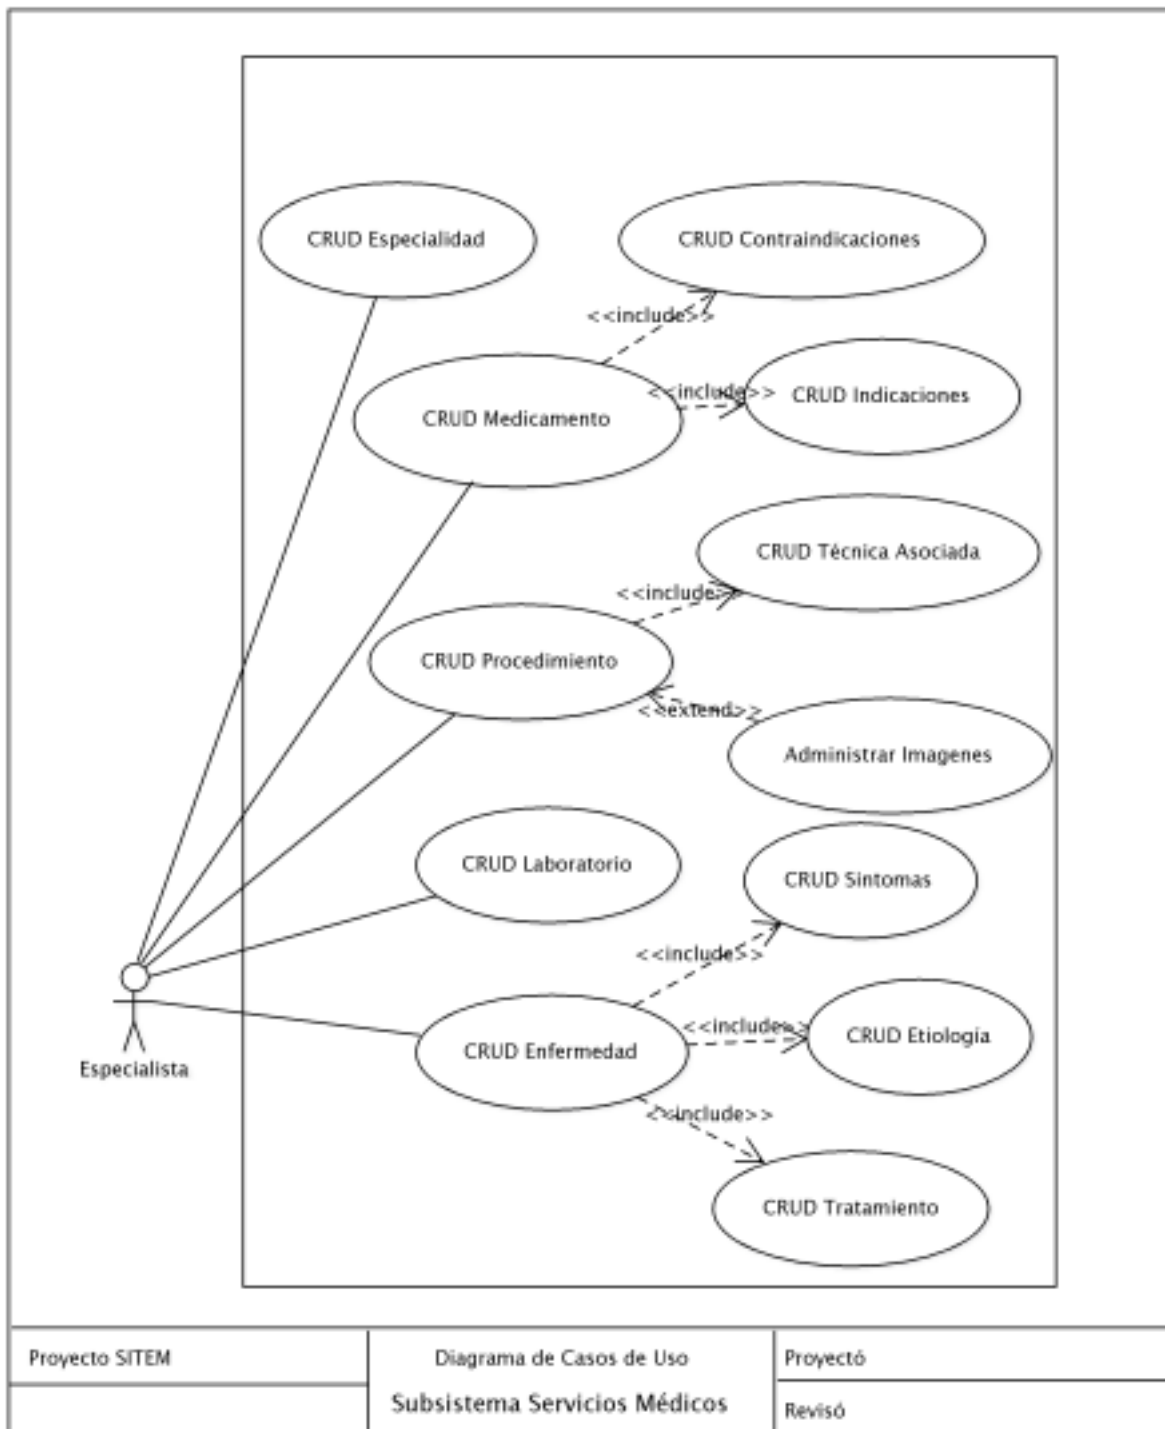 CRUD Especialidad
CRUD Contraindicaciones
<<include>>
CRUD Medicamento
<<include>>
CRUD Indicaciones
CRUD Técnica Asociada
<<include>>
CRUD Procedimiento
<<extend>>
Administrar Imagenes
CRUD Laboratorio
CRUD Sintomas
<<include>>
CRUD Enfermedad
<<include>>
CRUD Etiología
Especialista
<<include>>
CRUD Tratamiento
Proyecto SITEM
Diagrama de Casos de Uso
Subsistema Servicios Médicos
Proyectó
Revisó